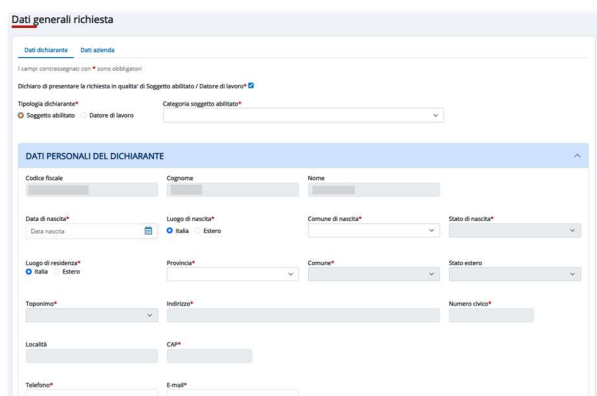 Dati generali richiesta
Dati dichiarante Dati azienda
I campi contrassegnati con * sono obbligatori
Dichiaro di presentare la richiesta in qualita' di Soggetto abilitato / Datore di lavoro*
Tipologia dichiarante* Categoria soggetto abilitato*
Soggetto abilitato Datore di lavoro
DATI PERSONALI DEL DICHIARANTE
Codice fiscale Cognome Nome
Data di nascita* Luogo di nascita* Comune di nascita* Stato di nascita*
Data nascita Italia Estero
Luogo di residenza* Provincia* Comune* Stato estero
Italia Estero
Toponimo* Indirizzo* Numero civico*
Località CAP*
Telefono* E-mail*